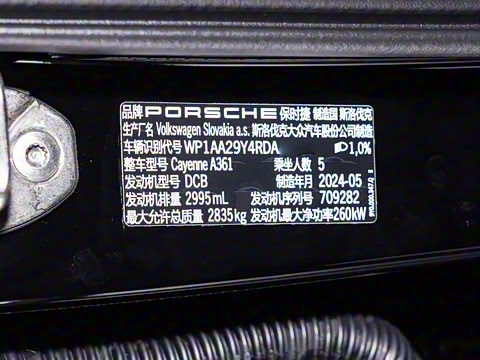 品牌 PORSCHE 保时捷 制造国 斯洛伐克
生产厂名 Volkswagen Slovakia a.s. 斯洛伐克大众汽车股份公司制造
车辆识别代号 WP1AA29Y4RDA 1,0%
整车型号 Cayenne A361 乘坐人数 5
发动机型号 DCB 制造年月 2024-05
发动机排量 2995mL 发动机序列号 709282
最大允许总质量 2835kg 发动机最大净功率260kW